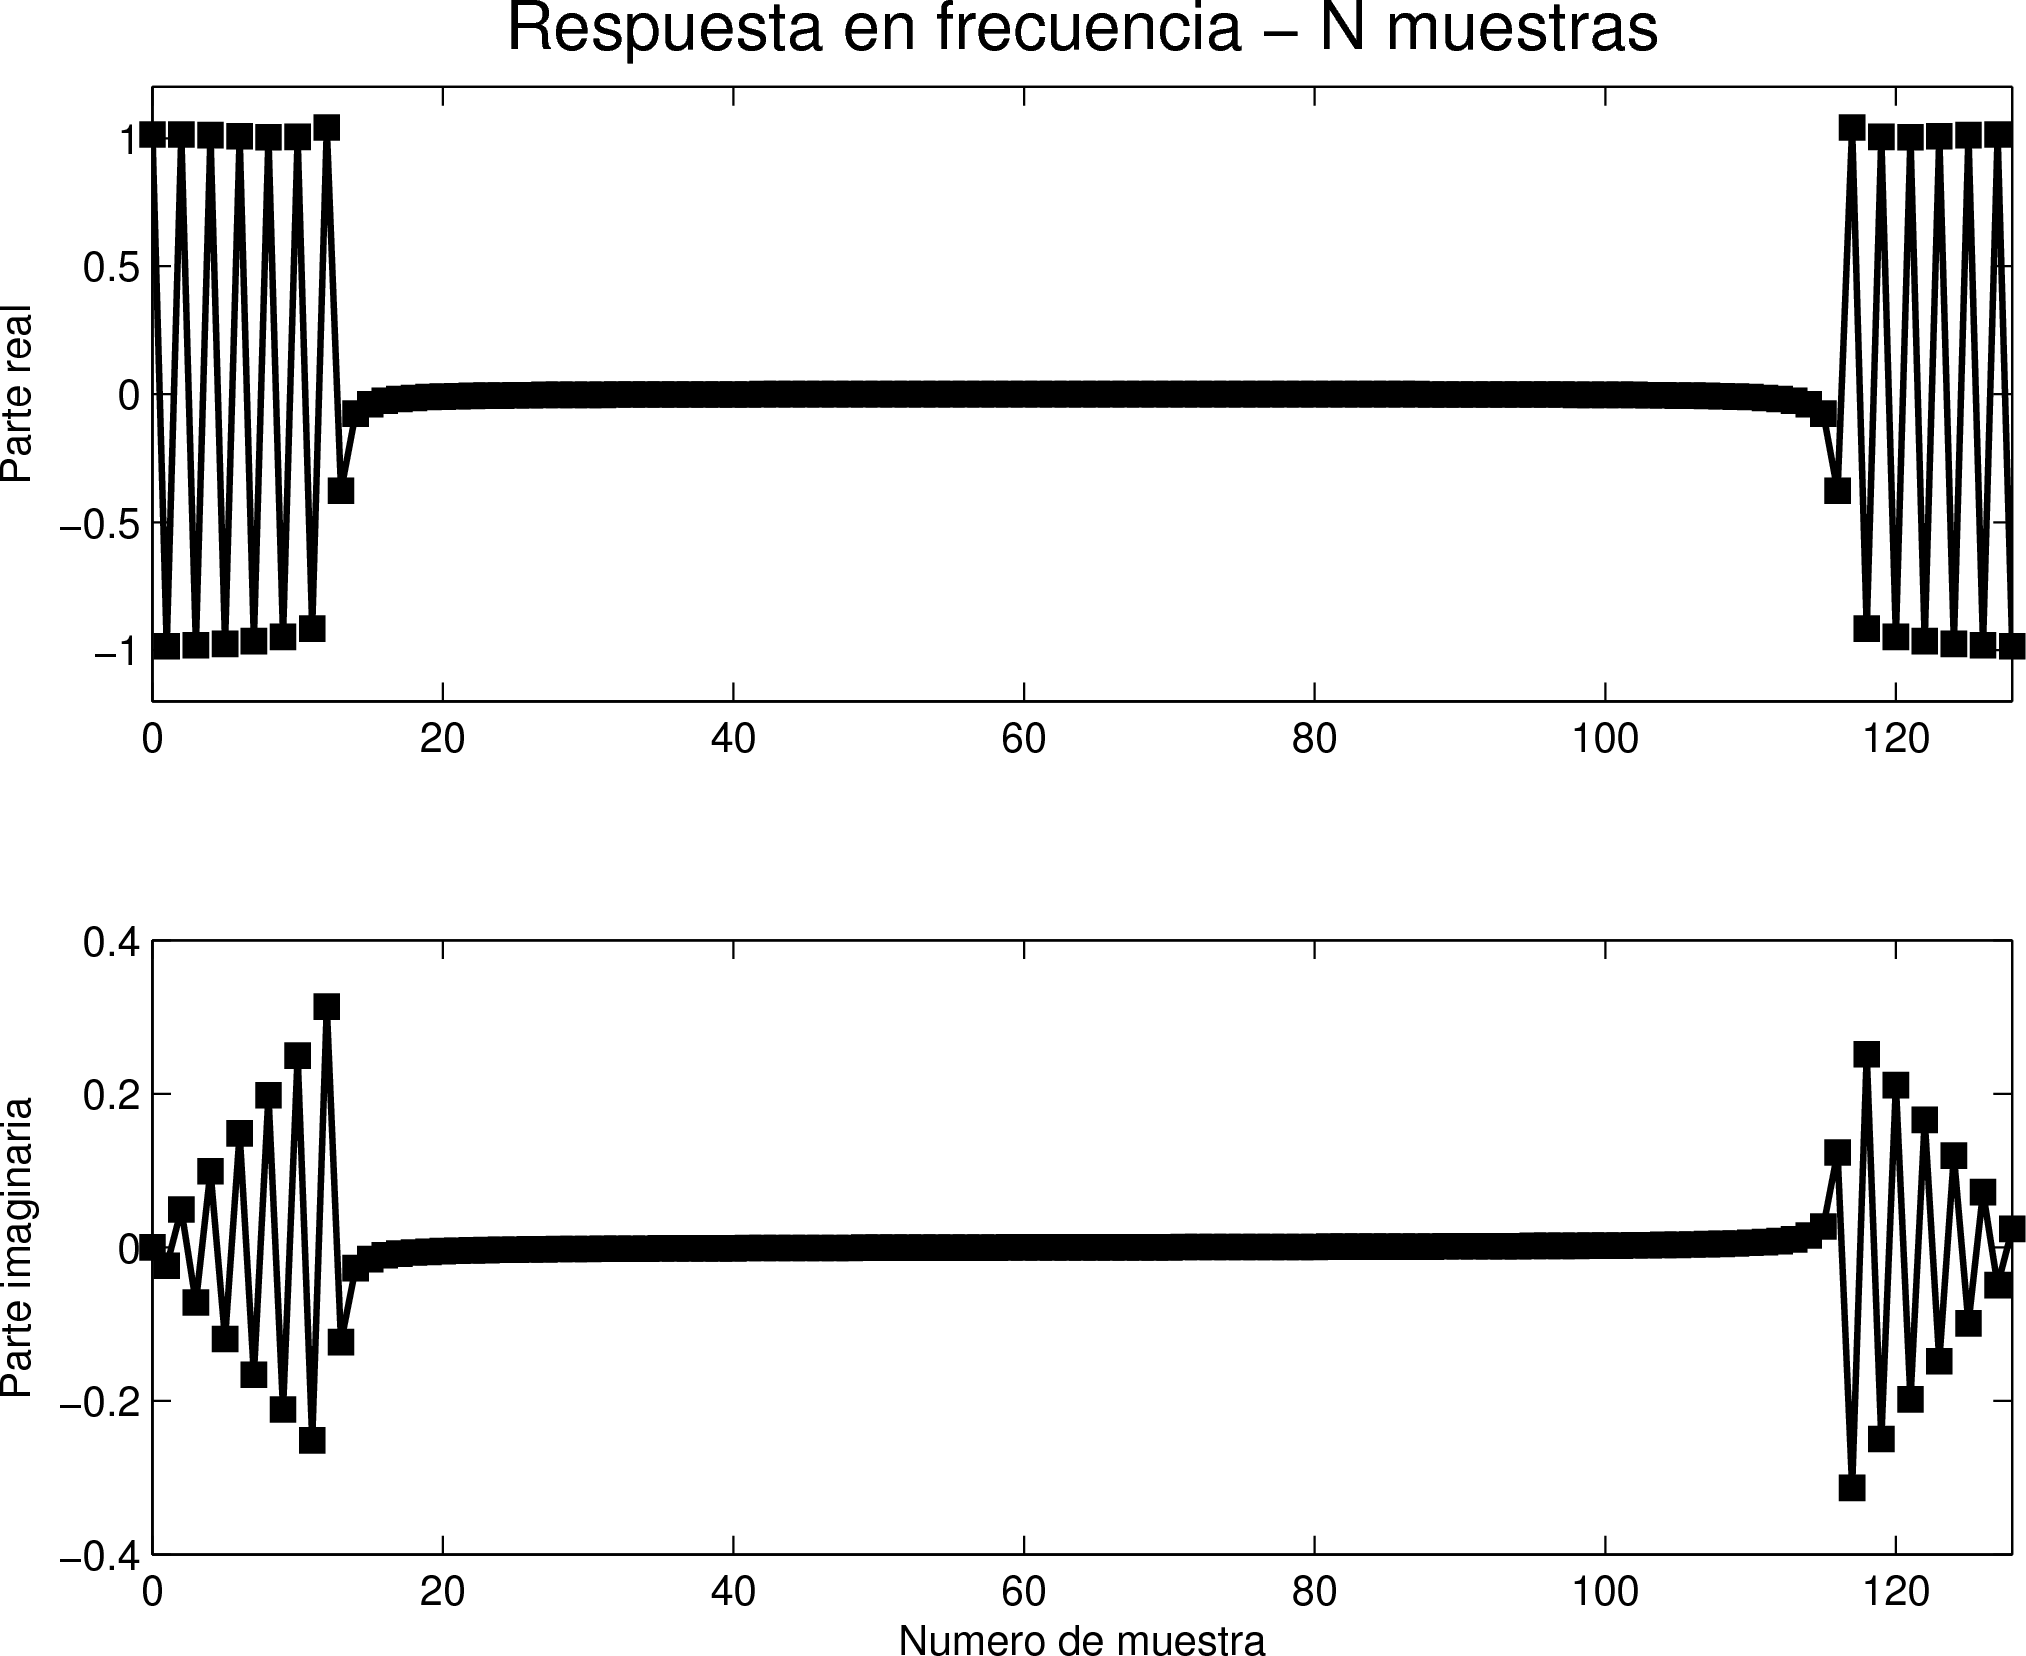 Respuesta en frecuencia – N muestras
Parte real
1
0.5
0
−0.5
−1
0 20 40 60 80 100 120
Parte imaginaria
0.4
0.2
0
−0.2
−0.4
0 20 40 60 80 100 120
Numero de muestra